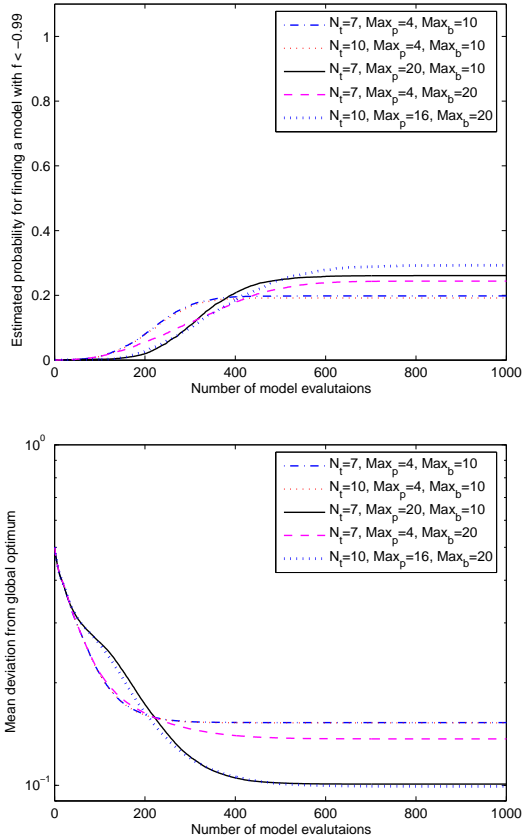 Estimated probability for finding a model with f < −0.99
1
0.8
0.6
0.4
0.2
0
0 200 400 600 800 1000
Number of model evalutaions
N_t=7, Max_p=4, Max_b=10
N_t=10, Max_p=4, Max_b=10
N_t=7, Max_p=20, Max_b=10
N_t=7, Max_p=4, Max_b=20
N_t=10, Max_p=16, Max_b=20
Mean deviation from global optimum
10^0
10^−1
0 200 400 600 800 1000
Number of model evalutaions
N_t=7, Max_p=4, Max_b=10
N_t=10, Max_p=4, Max_b=10
N_t=7, Max_p=20, Max_b=10
N_t=7, Max_p=4, Max_b=20
N_t=10, Max_p=16, Max_b=20